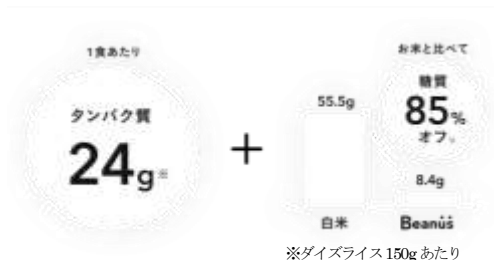 1食あたり
タンパク質
24g※
+
お米と比べて
糖質
85%
オフ※
55.5g
8.4g
白米
Beanus
※ダイズライス150gあたり